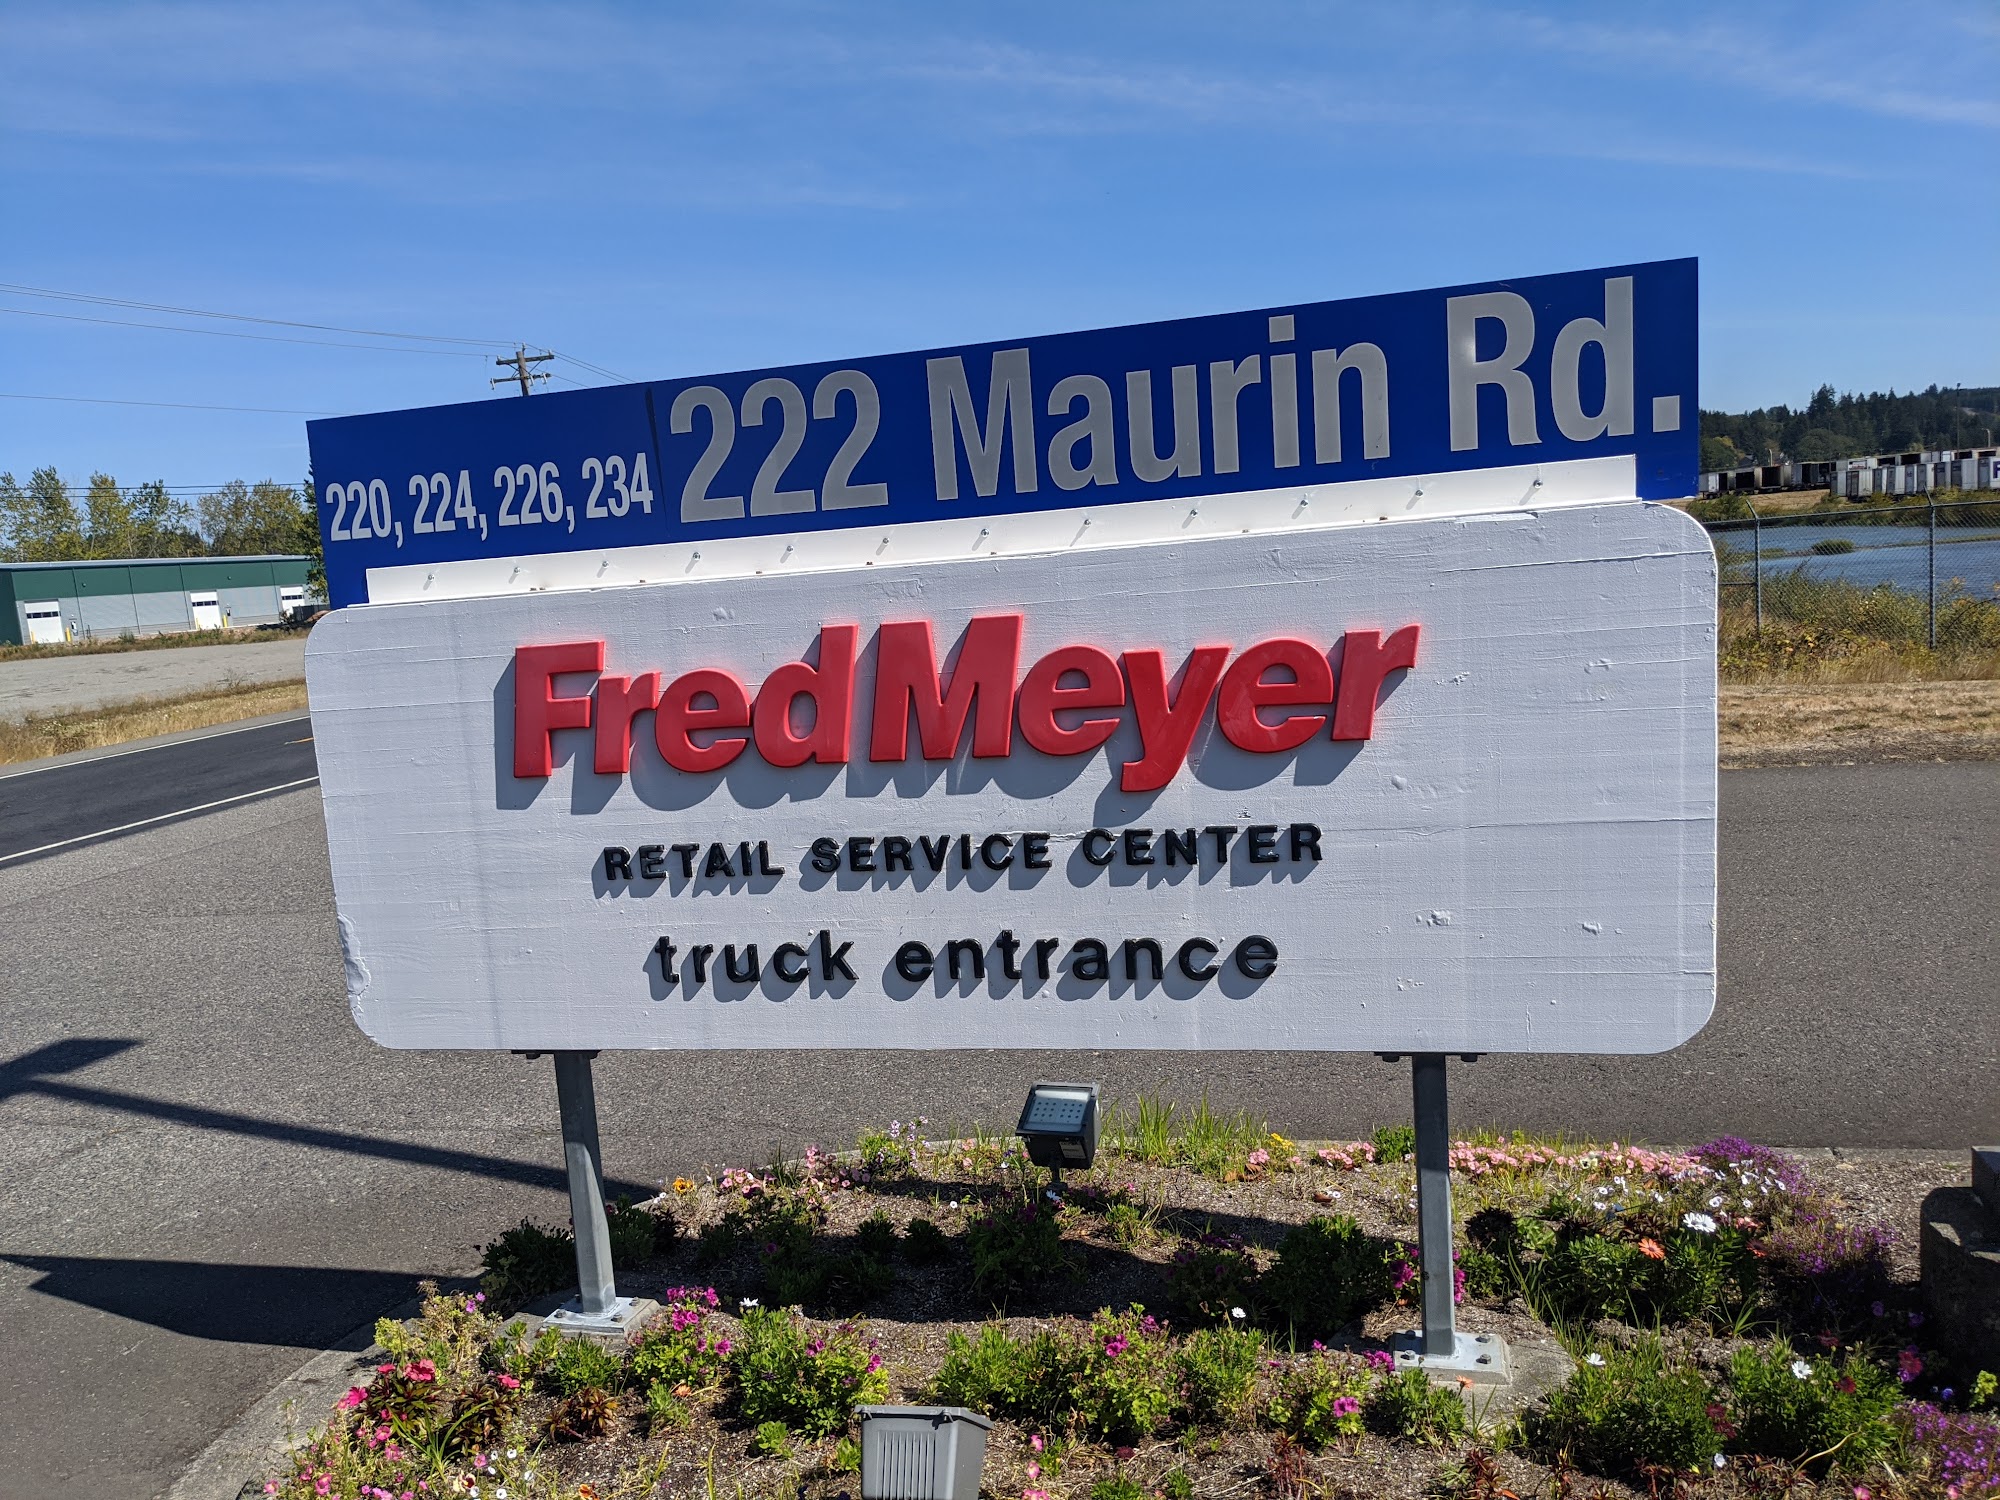 220, 224, 226, 234 222 Maurin Rd.
FredMeyer
RETAIL SERVICE CENTER
truck entrance